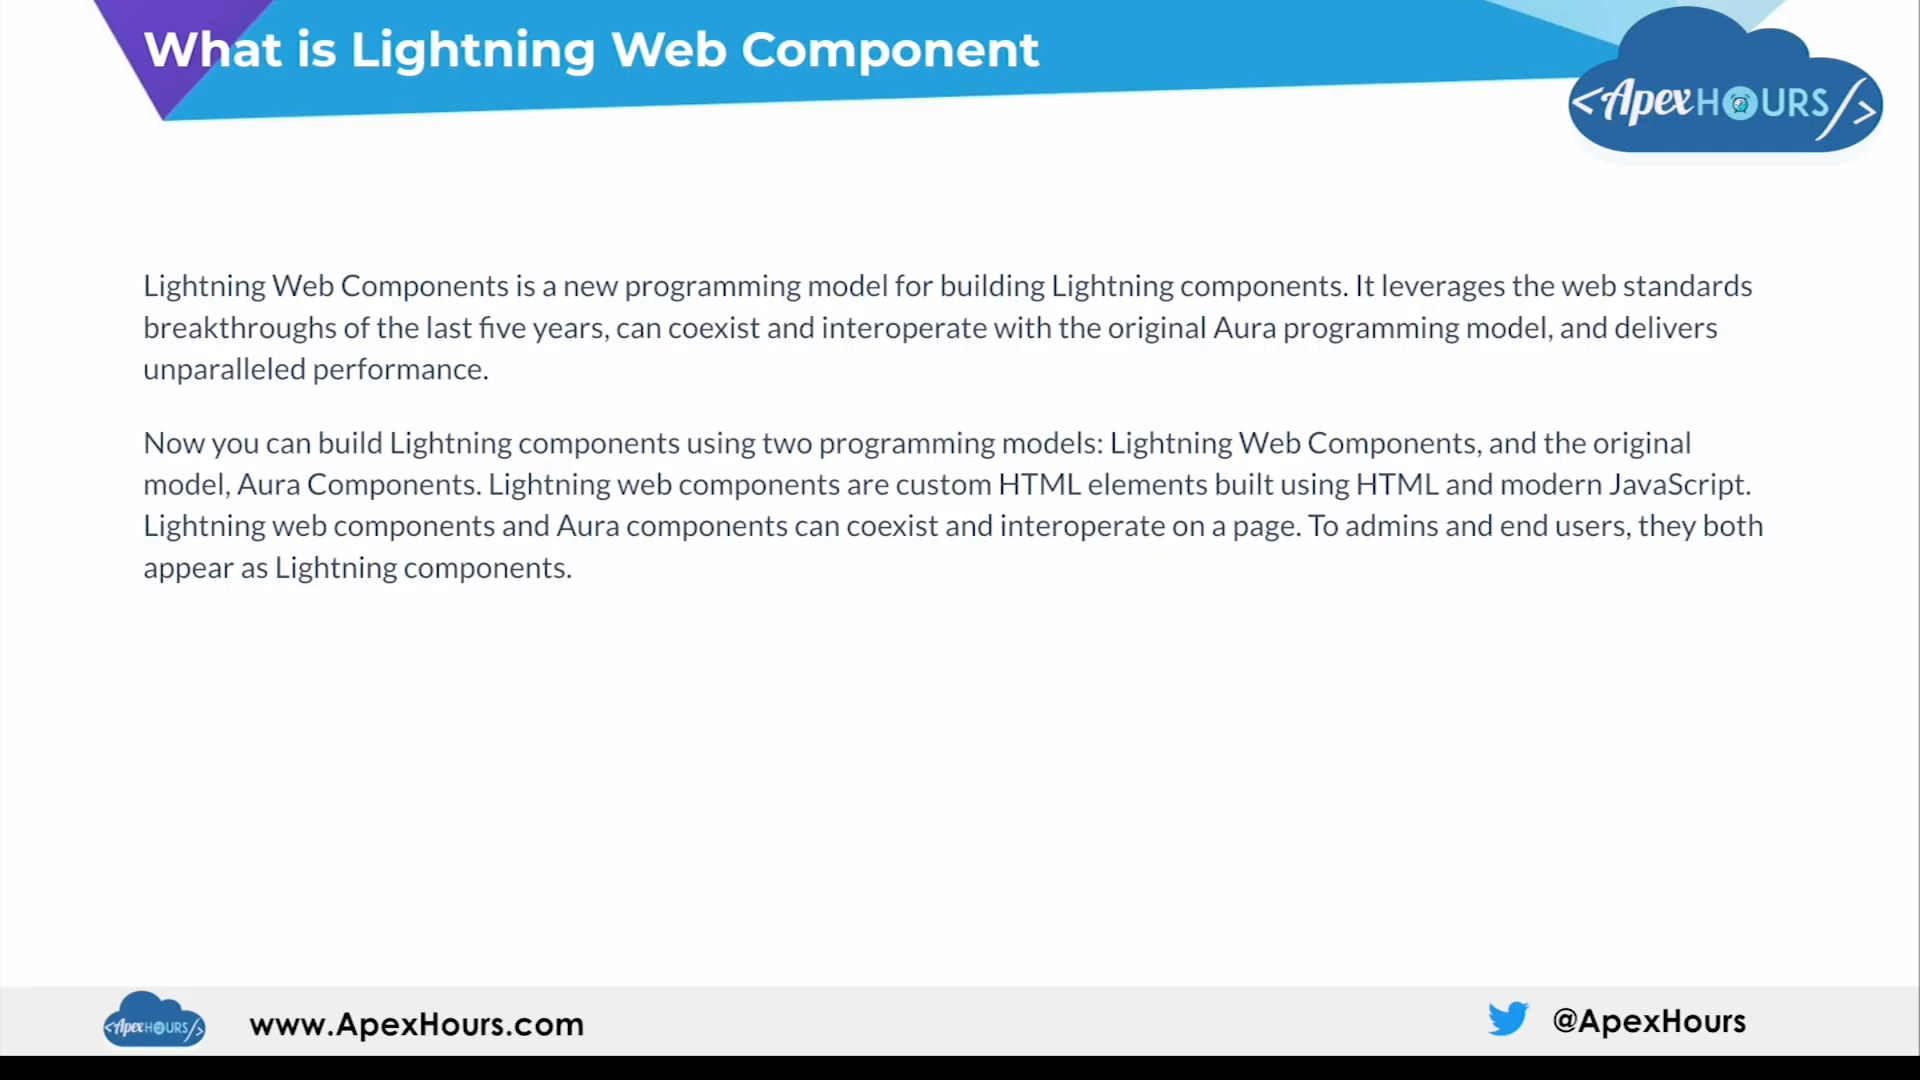 What is Lightning Web Component
<ApexHOURS/>
Lightning Web Components is a new programming model for building Lightning components. It leverages the web standards
breakthroughs of the last five years, can coexist and interoperate with the original Aura programming model, and delivers
unparalleled performance.
Now you can build Lightning components using two programming models: Lightning Web Components, and the original
model, Aura Components. Lightning web components are custom HTML elements built using HTML and modern JavaScript.
Lightning web components and Aura components can coexist and interoperate on a page. To admins and end users, they both
appear as Lightning components.
<ApexHOURS/>
www.ApexHours.com
@ApexHours